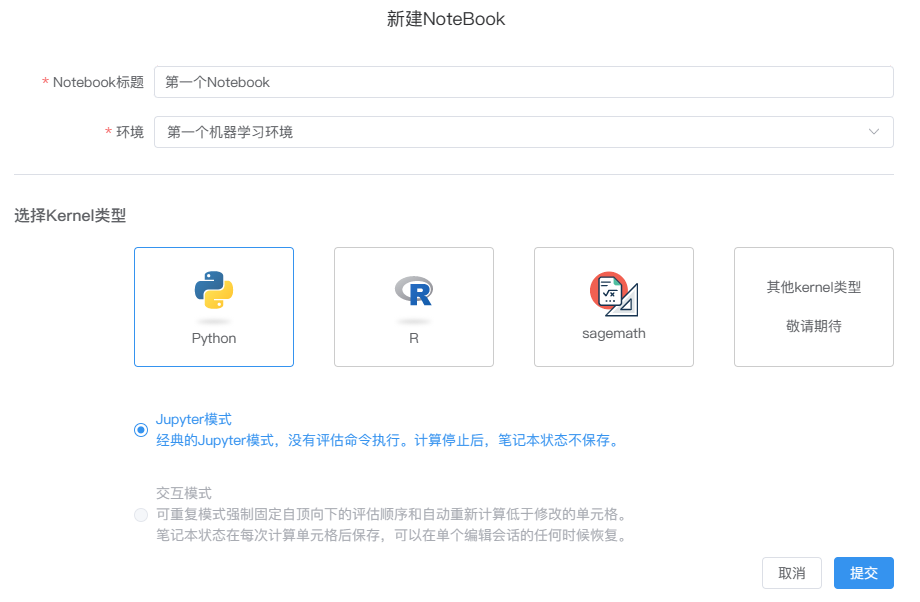 新建NoteBook
* Notebook标题 第一个Notebook
* 环境 第一个机器学习环境
选择Kernel类型
Python
R
R
sagemath
其他kernel类型
敬请期待
Jupyter模式
经典的Jupyter模式，没有评估命令执行。计算停止后，笔记本状态不保存。
交互模式
可重复模式强制固定自顶向下的评估顺序和自动重新计算低于修改的单元格。
笔记本状态在每次计算单元格后保存，可以在单个编辑会话的任何时候恢复。
取消 提交